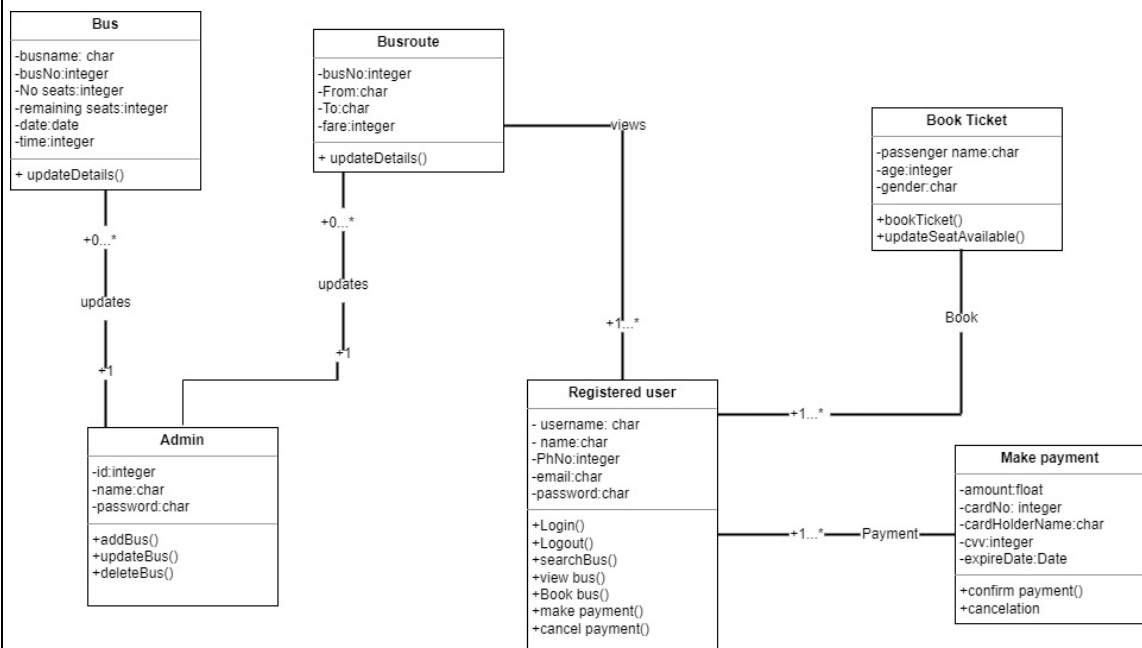 Bus
-busname: char
-busNo:integer
-No seats:integer
-remaining seats:integer
-date:date
-time:integer
+ updateDetails()
Busroute
-busNo:integer
-From:char
-To:char
-fare:integer
+ updateDetails()
views
Book Ticket
-passenger name:char
-age:integer
-gender:char
+bookTicket()
+updateSeatAvailable()
+0...*
updates
+1
+0...*
updates
+1
+1...*
Book
Admin
-id:integer
-name:char
-password:char
+addBus()
+updateBus()
+deleteBus()
Registered user
- username: char
- name:char
-PhNo:integer
-email:char
-password:char
+Login()
+Logout()
+searchBus()
+view bus()
+Book bus()
+make payment()
+cancel payment()
+1...*
+1...*
Payment
Make payment
-amount:float
-cardNo: integer
-cardHolderName:char
-cvv:integer
-expireDate:Date
+confirm payment()
+cancelation